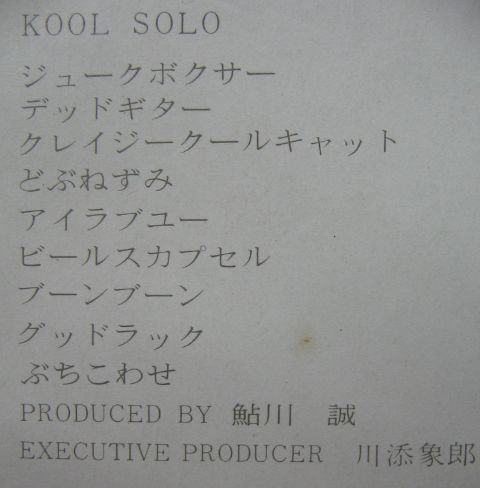 KOOL SOLO
ジュークボクサー
デッドギター
クレイジークールキャット
どぶねずみ
アイラブユー
ビールスカプセル
ブーンブーン
グッドラック
ぶちこわせ
PRODUCED BY 鮎川 誠
EXECUTIVE PRODUCER 川添象郎